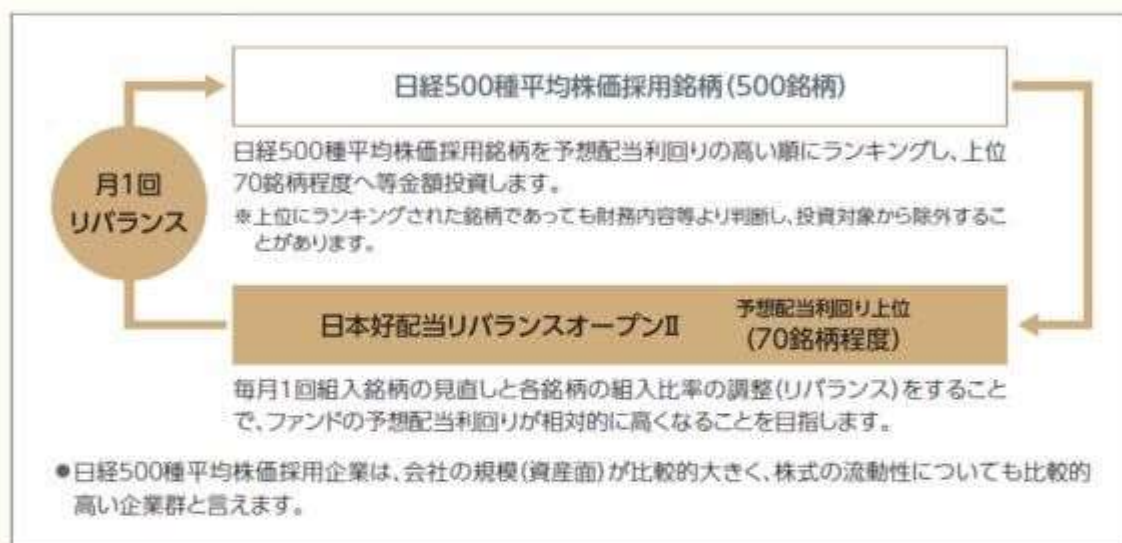 日経500種平均株価採用銘柄(500銘柄)
日経500種平均株価採用銘柄を予想配当利回りの高い順にランキングし、上位
70銘柄程度へ等金額投資します。
※上位にランキングされた銘柄であっても財務内容等より判断し、投資対象から除外するこ
とがあります。
月1回
リバランス
日本好配当リバランスオープンⅡ
予想配当利回り上位
(70銘柄程度)
毎月1回組入銘柄の見直しと各銘柄の組入比率の調整(リバランス)をすること
で、ファンドの予想配当利回りが相対的に高くなることを目指します。
●日経500種平均株価採用企業は、会社の規模(資産面)が比較的大きく、株式の流動性についても比較的
高い企業群と言えます。